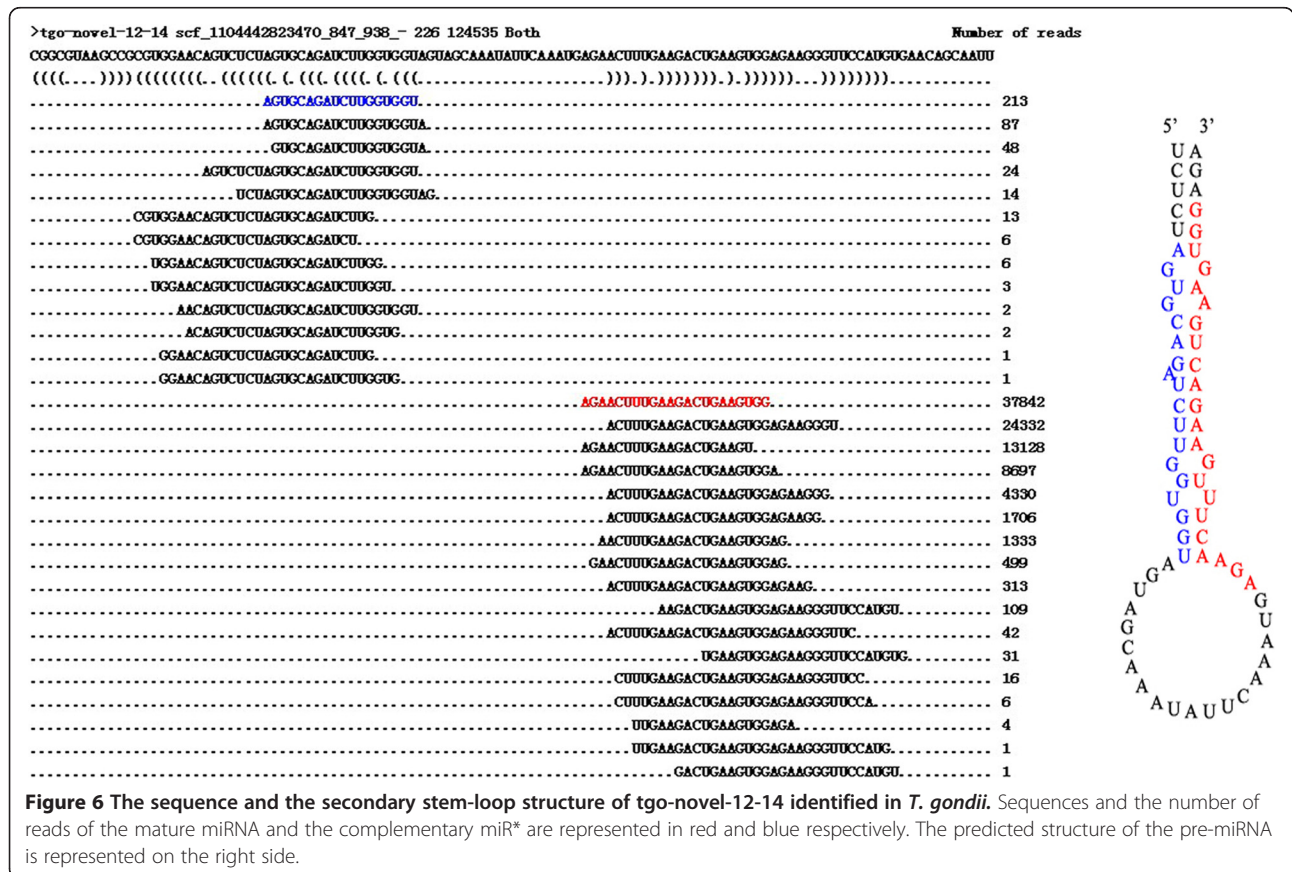 >tgo-novel-12-14 scf_1104442823470_847_938_- 226 124535 Both Number of reads
CGGCGUAAGCCGCGUGGAACAGUCUCUAGUGCAGAUCUUGGUGGUAGUAGCAAAUAUUCAAAUGAGAACUUUGAAGACUGAAGUGGAGAAGGGUUCCAUGUGAACAGCAAUU
((((....))))((((((((..((((((.(.(((.((((.(.(((......................))).).))))))).).))))))...))))))))............
...........................AGUGCAGAUCUUGGUGGU................................................................... 213
...........................AGUGCAGAUCUUGGUGGUA.................................................................. 87
............................GUGCAGAUCUUGGUGGUA.................................................................. 48
....................AGUCUCUAGUGCAGAUCUUGGUGGU................................................................... 24
........................UCUAGUGCAGAUCUUGGUGGUAG................................................................. 14
............CGUGGAACAGUCUCUAGUGCAGAUCUUG........................................................................ 13
............CGUGGAACAGUCUCUAGUGCAGAUCU.......................................................................... 6
..............UGGAACAGUCUCUAGUGCAGAUCUUGG....................................................................... 6
..............UGGAACAGUCUCUAGUGCAGAUCUUGGU...................................................................... 3
.................AACAGUCUCUAGUGCAGAUCUUGGUGGU................................................................... 2
..................ACAGUCUCUAGUGCAGAUCUUGGUG..................................................................... 2
...............GGAACAGUCUCUAGUGCAGAUCUUG........................................................................ 1
...............GGAACAGUCUCUAGUGCAGAUCUUGGUG..................................................................... 1
................................................................AGAACUUUGAAGACUGAAGUGG.......................... 37842
...................................................................ACUUUGAAGACUGAAGUGGAGAAGGGU.................. 24332
................................................................AGAACUUUGAAGACUGAAGU............................ 13128
................................................................AGAACUUUGAAGACUGAAGUGGA......................... 8697
...................................................................ACUUUGAAGACUGAAGUGGAGAAGGG................... 4330
...................................................................ACUUUGAAGACUGAAGUGGAGAAGG.................... 1706
..................................................................AACUUUGAAGACUGAAGUGGAG........................ 1333
.................................................................GAACUUUGAAGACUGAAGUGGAG........................ 499
...................................................................ACUUUGAAGACUGAAGUGGAGAAG..................... 313
.........................................................................AAGACUGAAGUGGAGAAGGGUUCCAUGU........... 109
...................................................................ACUUUGAAGACUGAAGUGGAGAAGGGUUC................ 42
..............................................................................UGAAGUGGAGAAGGGUUCCAUGUG.......... 31
....................................................................CUUUGAAGACUGAAGUGGAGAAGGGUUCC............... 16
....................................................................CUUUGAAGACUGAAGUGGAGAAGGGUUCCA.............. 6
......................................................................UUGAAGACUGAAGUGGAGA....................... 4
......................................................................UUGAAGACUGAAGUGGAGAAGGGUUCCAUG............ 1
...........................................................................GACUGAAGUGGAGAAGGGUUCCAUGU........... 1
5' 3'
U A
C G
U A
C G
U G
A U
G G
U A
G A
C G
A U
G C
A
U A
C G
U A
U A
G G
G U
U U
G U
G C
U A
A A
G G
U A
A G
G U
C A
A A
A A
A U A U U C
Figure 6 The sequence and the secondary stem-loop structure of tgo-novel-12-14 identified in T. gondii. Sequences and the number of
reads of the mature miRNA and the complementary miR* are represented in red and blue respectively. The predicted structure of the pre-miRNA
is represented on the right side.